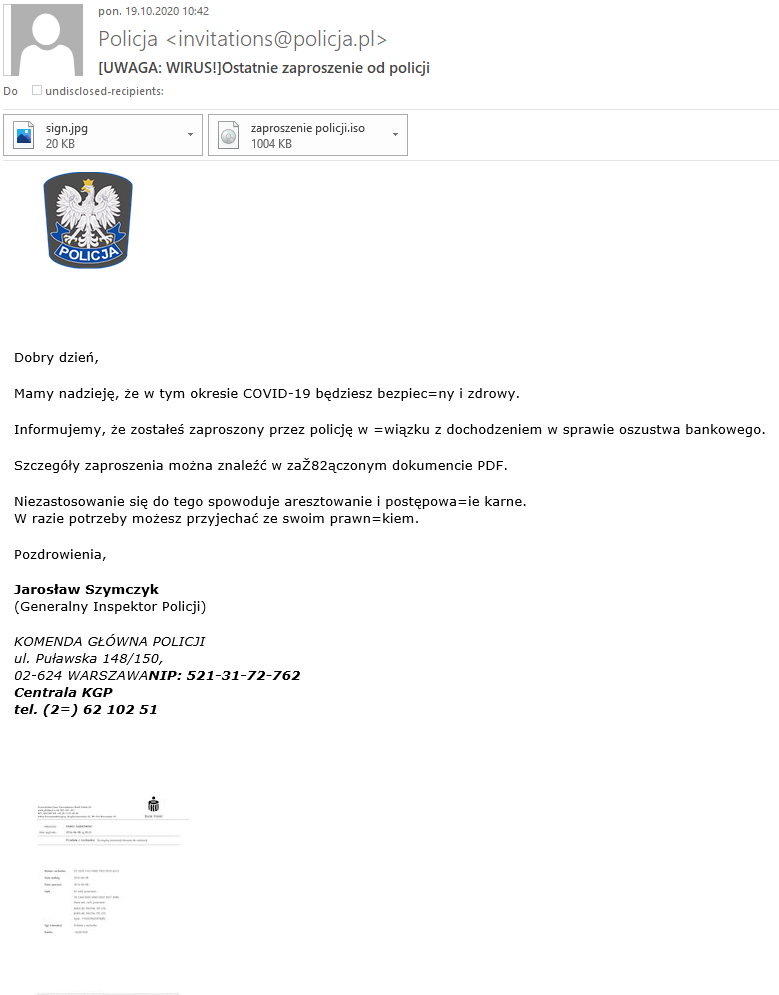 pon. 19.10.2020 10:42
Policja <invitations@policja.pl>
[UWAGA: WIRUS!]Ostatnie zaproszenie od policji
Do undisclosed-recipients:
sign.jpg
20 KB
zaproszenie policji.iso
1004 KB
POLICJA
Dobry dzień,
Mamy nadzieję, że w tym okresie COVID-19 będziesz bezpiec=ny i zdrowy.
Informujemy, że zostałeś zaproszony przez policję w =wiązku z dochodzeniem w sprawie oszustwa bankowego.
Szczegóły zaproszenia można znaleźć w zaŽ82ączonym dokumencie PDF.
Niezastosowanie się do tego spowoduje aresztowanie i postępowa=ie karne.
W razie potrzeby możesz przyjechać ze swoim prawn=kiem.
Pozdrowienia,
Jarosław Szymczyk
(Generalny Inspektor Policji)
KOMENDA GŁÓWNA POLICJI
ul. Puławska 148/150,
02-624 WARSZAWANIP: 521-31-72-762
Centrala KGP
tel. (2=) 62 102 51
Bank Polski